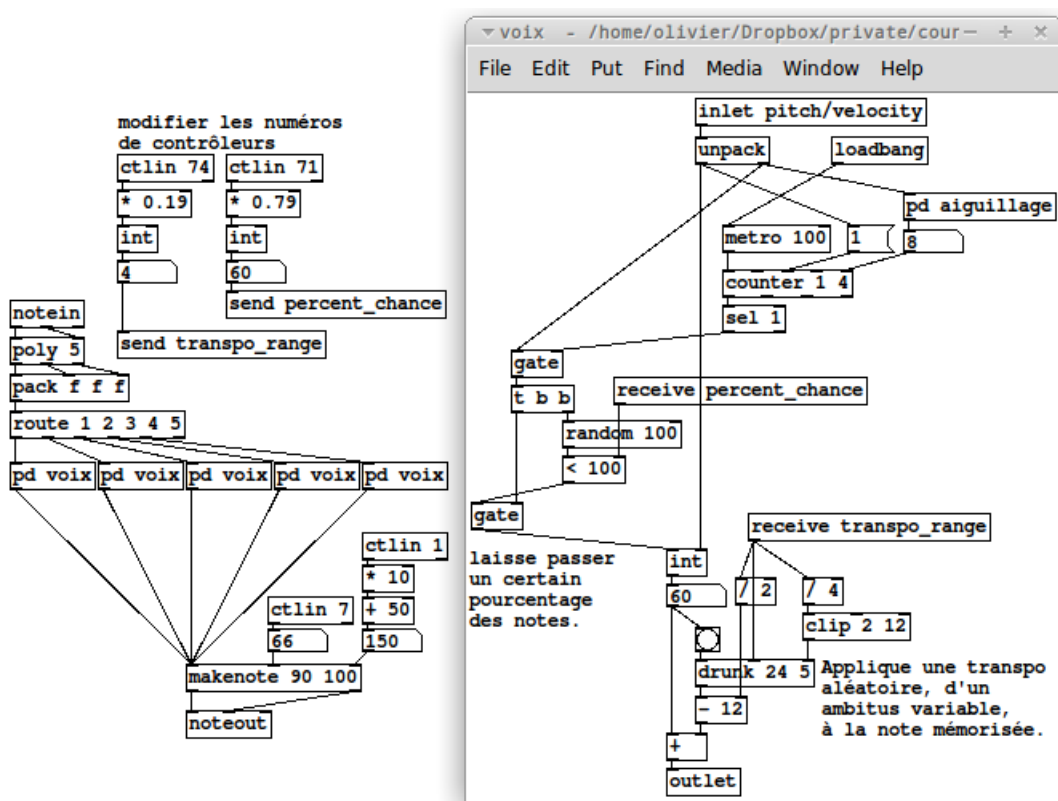 modifier les numéros
de contrôleurs
ctlin 74
ctlin 71
* 0.19
* 0.79
int
int
4
60
send percent_chance
notein
send transpo_range
poly 5
pack f f f
route 1 2 3 4 5
pd voix
pd voix
pd voix
pd voix
pd voix
ctlin 1
* 10
ctlin 7
+ 50
66
150
makenote 90 100
noteout
voix - /home/olivier/Dropbox/private/cour
File Edit Put Find Media Window Help
inlet pitch/velocity
unpack
loadbang
pd aiguillage
metro 100
1
8
counter 1 4
sel 1
gate
t b b
receive percent_chance
random 100
< 100
gate
receive transpo_range
laisse passer
un certain
pourcentage
des notes.
int
60
/ 2
/ 4
clip 2 12
drunk 24 5
Applique une transpo
aléatoire, d'un
ambitus variable,
à la note mémorisée.
- 12
+
outlet